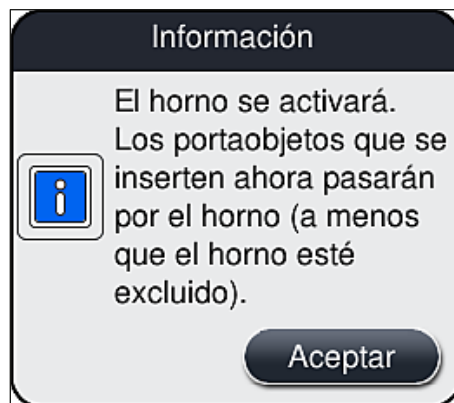 Información
El horno se activará.
Los portaobjetos que se
inserten ahora pasarán
por el horno (a menos
que el horno esté
excluido).
Aceptar